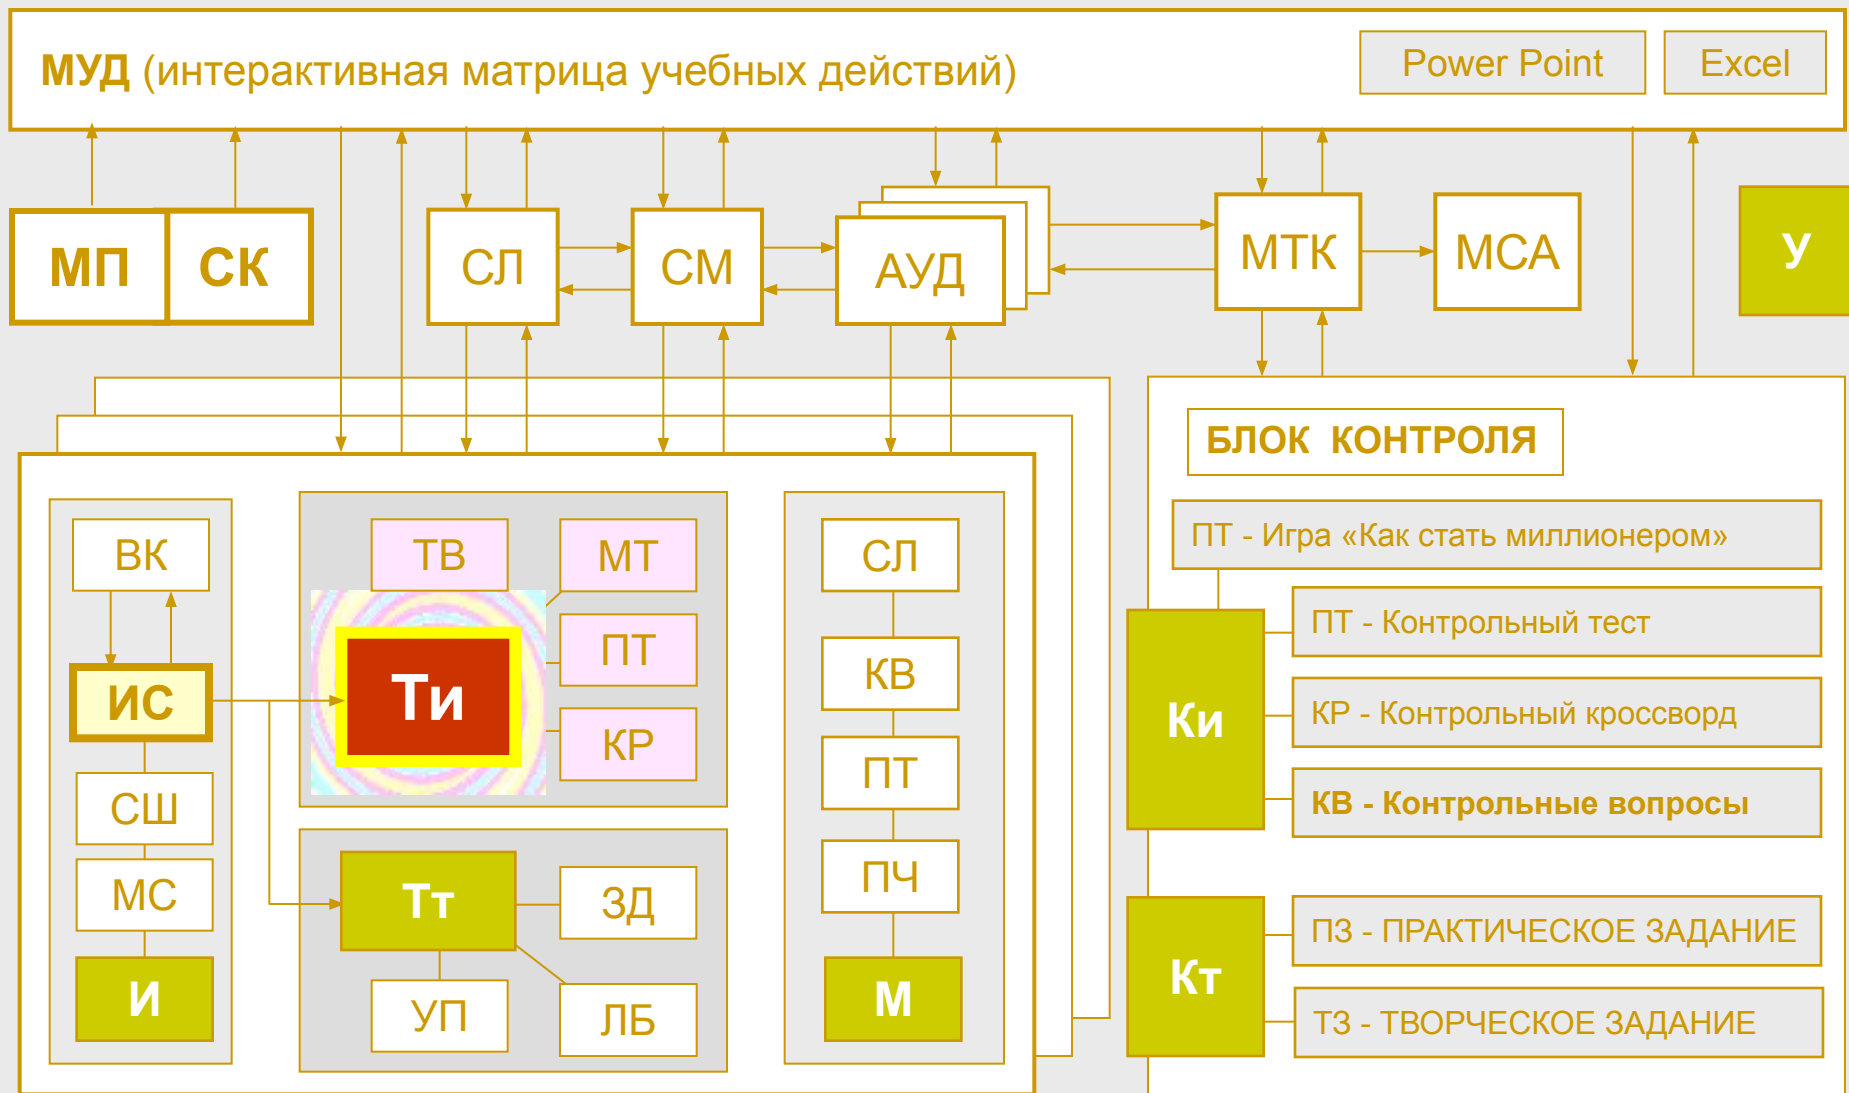 МУД (интерактивная матрица учебных действий)
Power Point
Excel
МП
СК
СЛ
СМ
АУД
МТК
МСА
У
БЛОК КОНТРОЛЯ
ВК
ИС
СШ
МС
И
ТВ
МТ
ПТ
КР
Ти
Тт
ЗД
УП
ЛБ
СЛ
КВ
ПТ
ПЧ
М
ПТ - Игра «Как стать миллионером»
Ки
ПТ - Контрольный тест
КР - Контрольный кроссворд
КВ - Контрольные вопросы
Кт
ПЗ - ПРАКТИЧЕСКОЕ ЗАДАНИЕ
ТЗ - ТВОРЧЕСКОЕ ЗАДАНИЕ